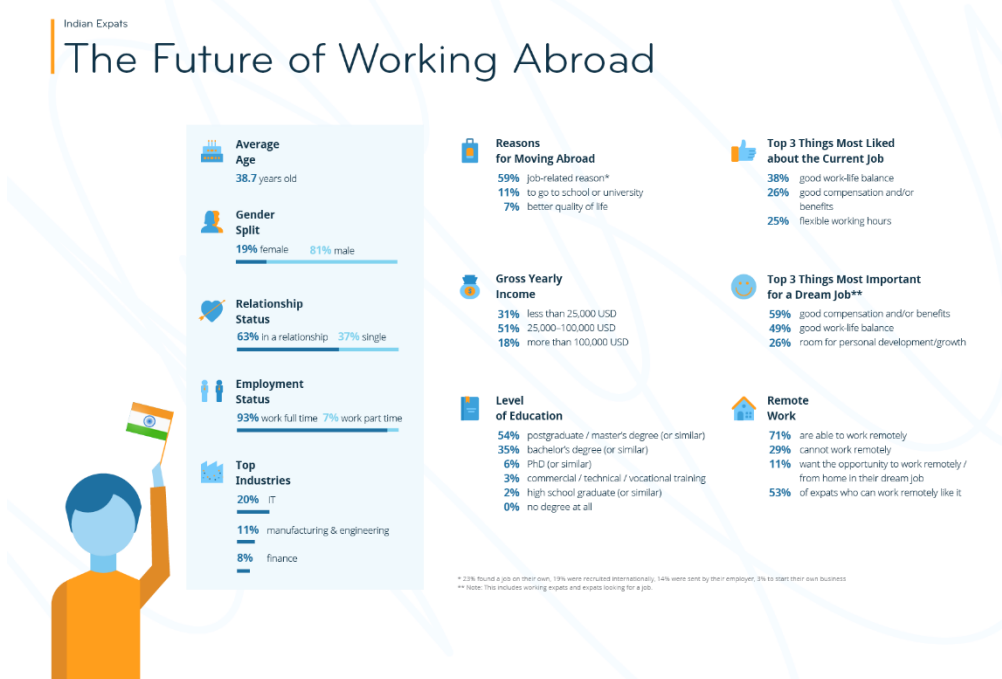 Indian Expats
The Future of Working Abroad
Average
Age
38.7 years old
Gender
Split
19% female 81% male
Relationship
Status
63% in a relationship 37% single
Employment
Status
93% work full time 7% work part time
Top
Industries
20% IT
11% manufacturing & engineering
8% finance
Reasons
for Moving Abroad
59% job-related reason*
11% to go to school or university
7% better quality of life
Gross Yearly
Income
31% less than 25,000 USD
51% 25,000–100,000 USD
18% more than 100,000 USD
Level
of Education
54% postgraduate / master's degree (or similar)
35% bachelor's degree (or similar)
6% PhD (or similar)
3% commercial / technical / vocational training
2% high school graduate (or similar)
0% no degree at all
Top 3 Things Most Liked
about the Current Job
38% good work-life balance
26% good compensation and/or
benefits
25% flexible working hours
Top 3 Things Most Important
for a Dream Job**
59% good compensation and/or benefits
49% good work-life balance
26% room for personal development/growth
Remote
Work
71% are able to work remotely
29% cannot work remotely
11% want the opportunity to work remotely /
from home in their dream job
53% of expats who can work remotely like it
* 23% found a job on their own, 19% were recruited internationally, 14% were sent by their employer, 3% to start their own business
** Note: This includes working expats and expats looking for a job.